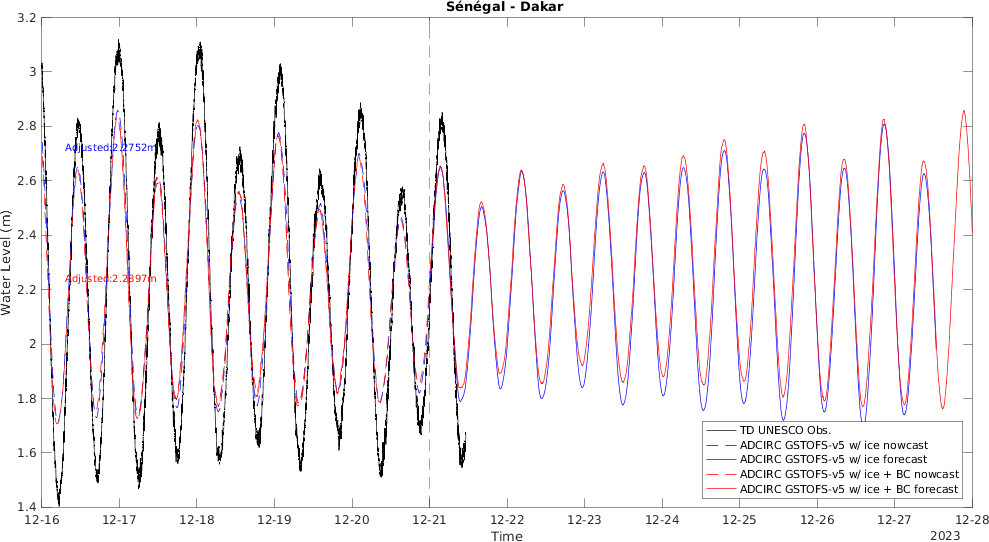 Sénégal - Dakar
3.2
3
2.8
2.6
2.4
2.2
2
1.8
1.6
1.4
Water Level (m)
Adjusted:2.2752m
Adjusted:2.2897m
TD UNESCO Obs.
ADCIRC GSTOFS-v5 w/ ice nowcast
ADCIRC GSTOFS-v5 w/ ice forecast
ADCIRC GSTOFS-v5 w/ ice + BC nowcast
ADCIRC GSTOFS-v5 w/ ice + BC forecast
12-16 12-17 12-18 12-19 12-20 12-21 12-22 12-23 12-24 12-25 12-26 12-27 12-28
Time
2023